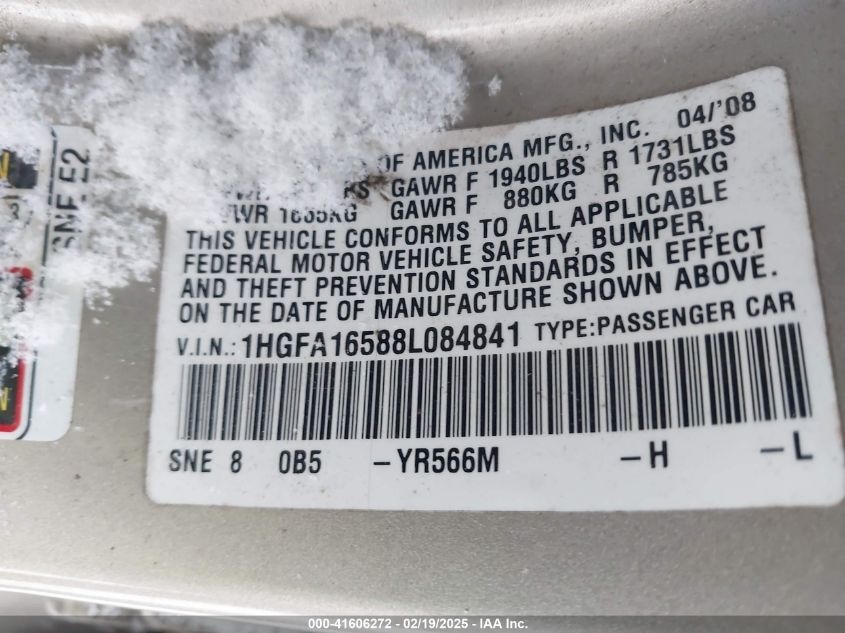 OF AMERICA MFG., INC. 04/'08
GAWR F 1940LBS R 1731LBS
GAWR F 880KG R 785KG
THIS VEHICLE CONFORMS TO ALL APPLICABLE
FEDERAL MOTOR VEHICLE SAFETY, BUMPER,
AND THEFT PREVENTION STANDARDS IN EFFECT
ON THE DATE OF MANUFACTURE SHOWN ABOVE.
V.I.N.: 1HGFA16588L084841 TYPE:PASSENGER CAR
SNE 8 0B5 -YR566M -H -L
SNE E2
000-41606272 - 02/19/2025 - IAA Inc.